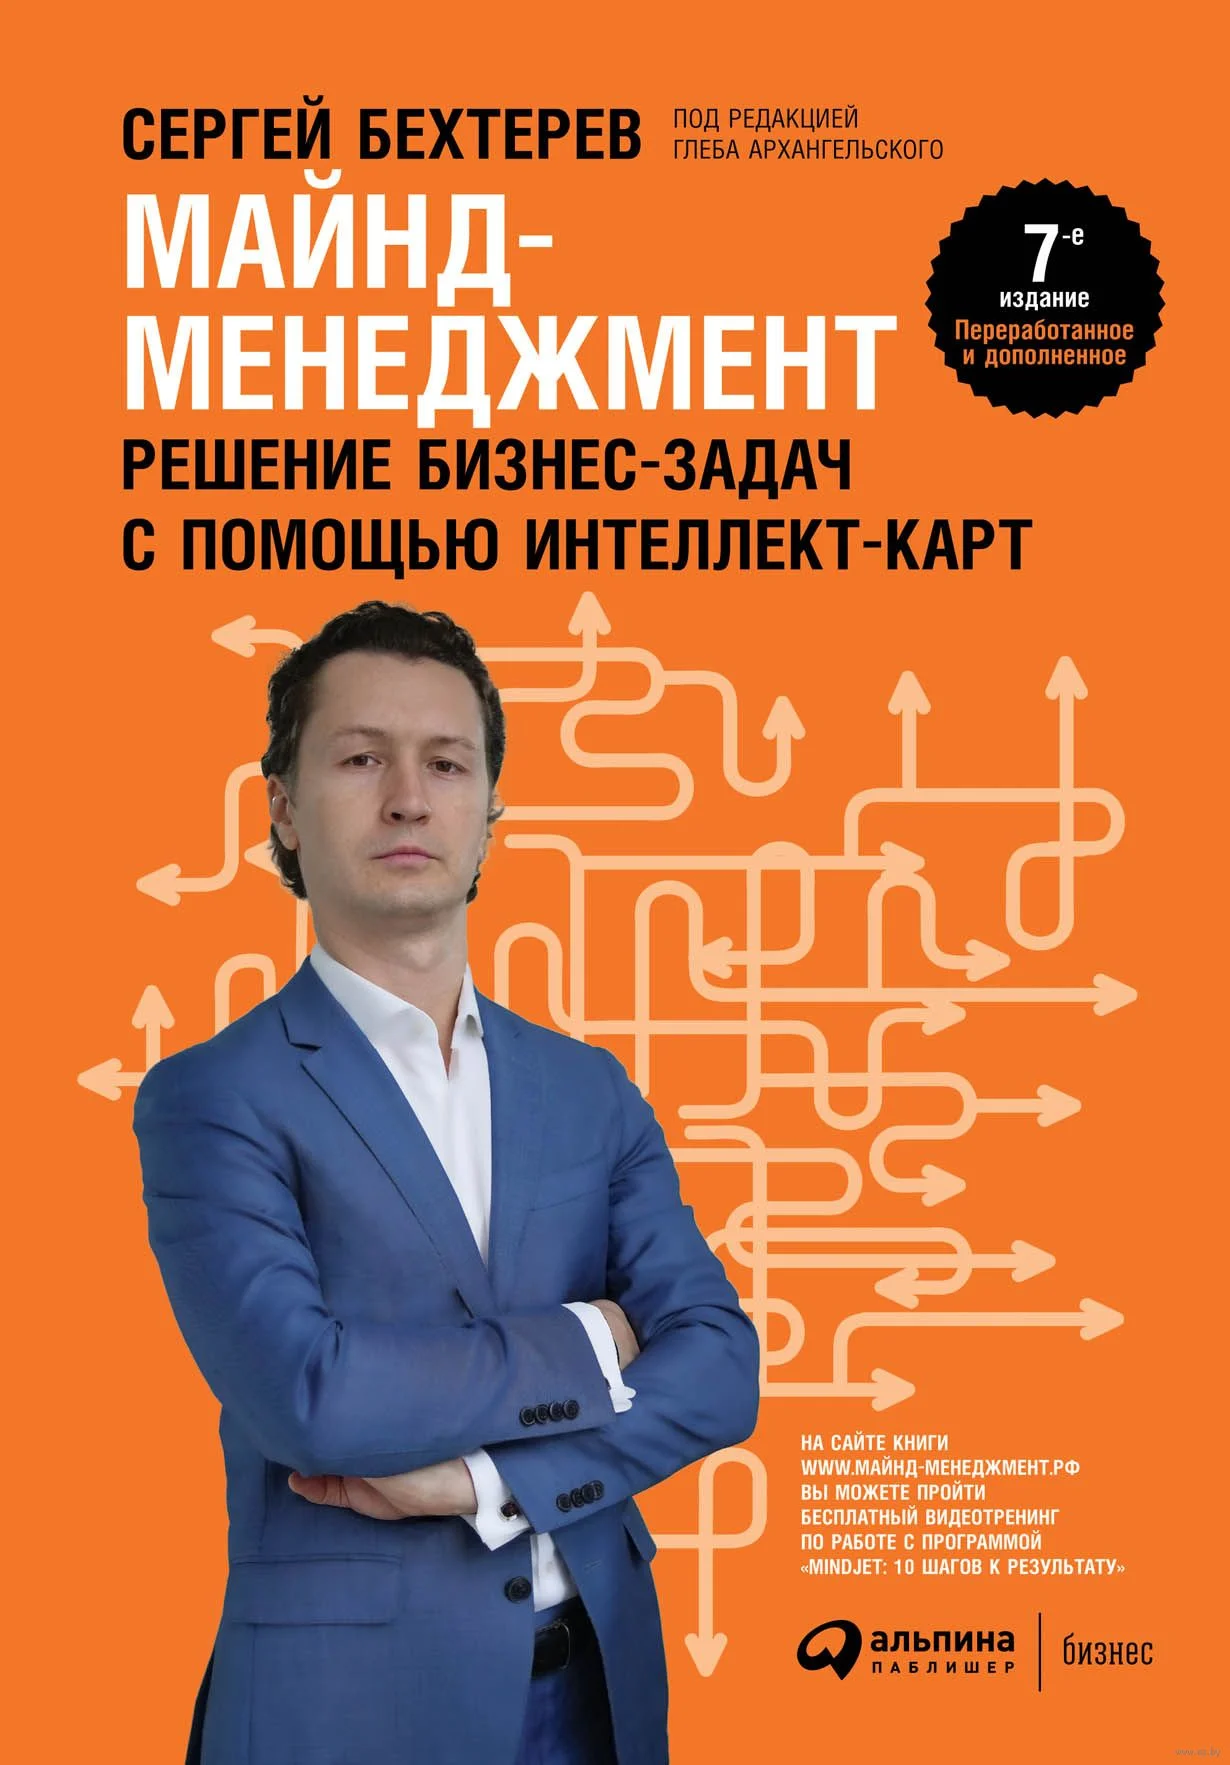 СЕРГЕЙ БЕХТЕРЕВ
ПОД РЕДАКЦИЕЙ
ГЛЕБА АРХАНГЕЛЬСКОГО
МАЙНД-
МЕНЕДЖМЕНТ
7-е
издание
Переработанное
и дополненное
РЕШЕНИЕ БИЗНЕС-ЗАДАЧ
С ПОМОЩЬЮ ИНТЕЛЛЕКТ-КАРТ
НА САЙТЕ КНИГИ
WWW.МАЙНД-МЕНЕДЖМЕНТ.РФ
ВЫ МОЖЕТЕ ПРОЙТИ
БЕСПЛАТНЫЙ ВИДЕОТРЕНИНГ
ПО РАБОТЕ С ПРОГРАММОЙ
«MINDJET: 10 ШАГОВ К РЕЗУЛЬТАТУ»
альпина
ПАБЛИШЕР
бизнес